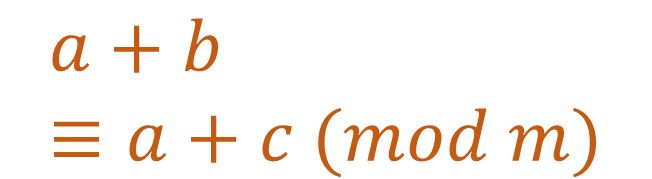 a + b
≡ a + c (mod m)